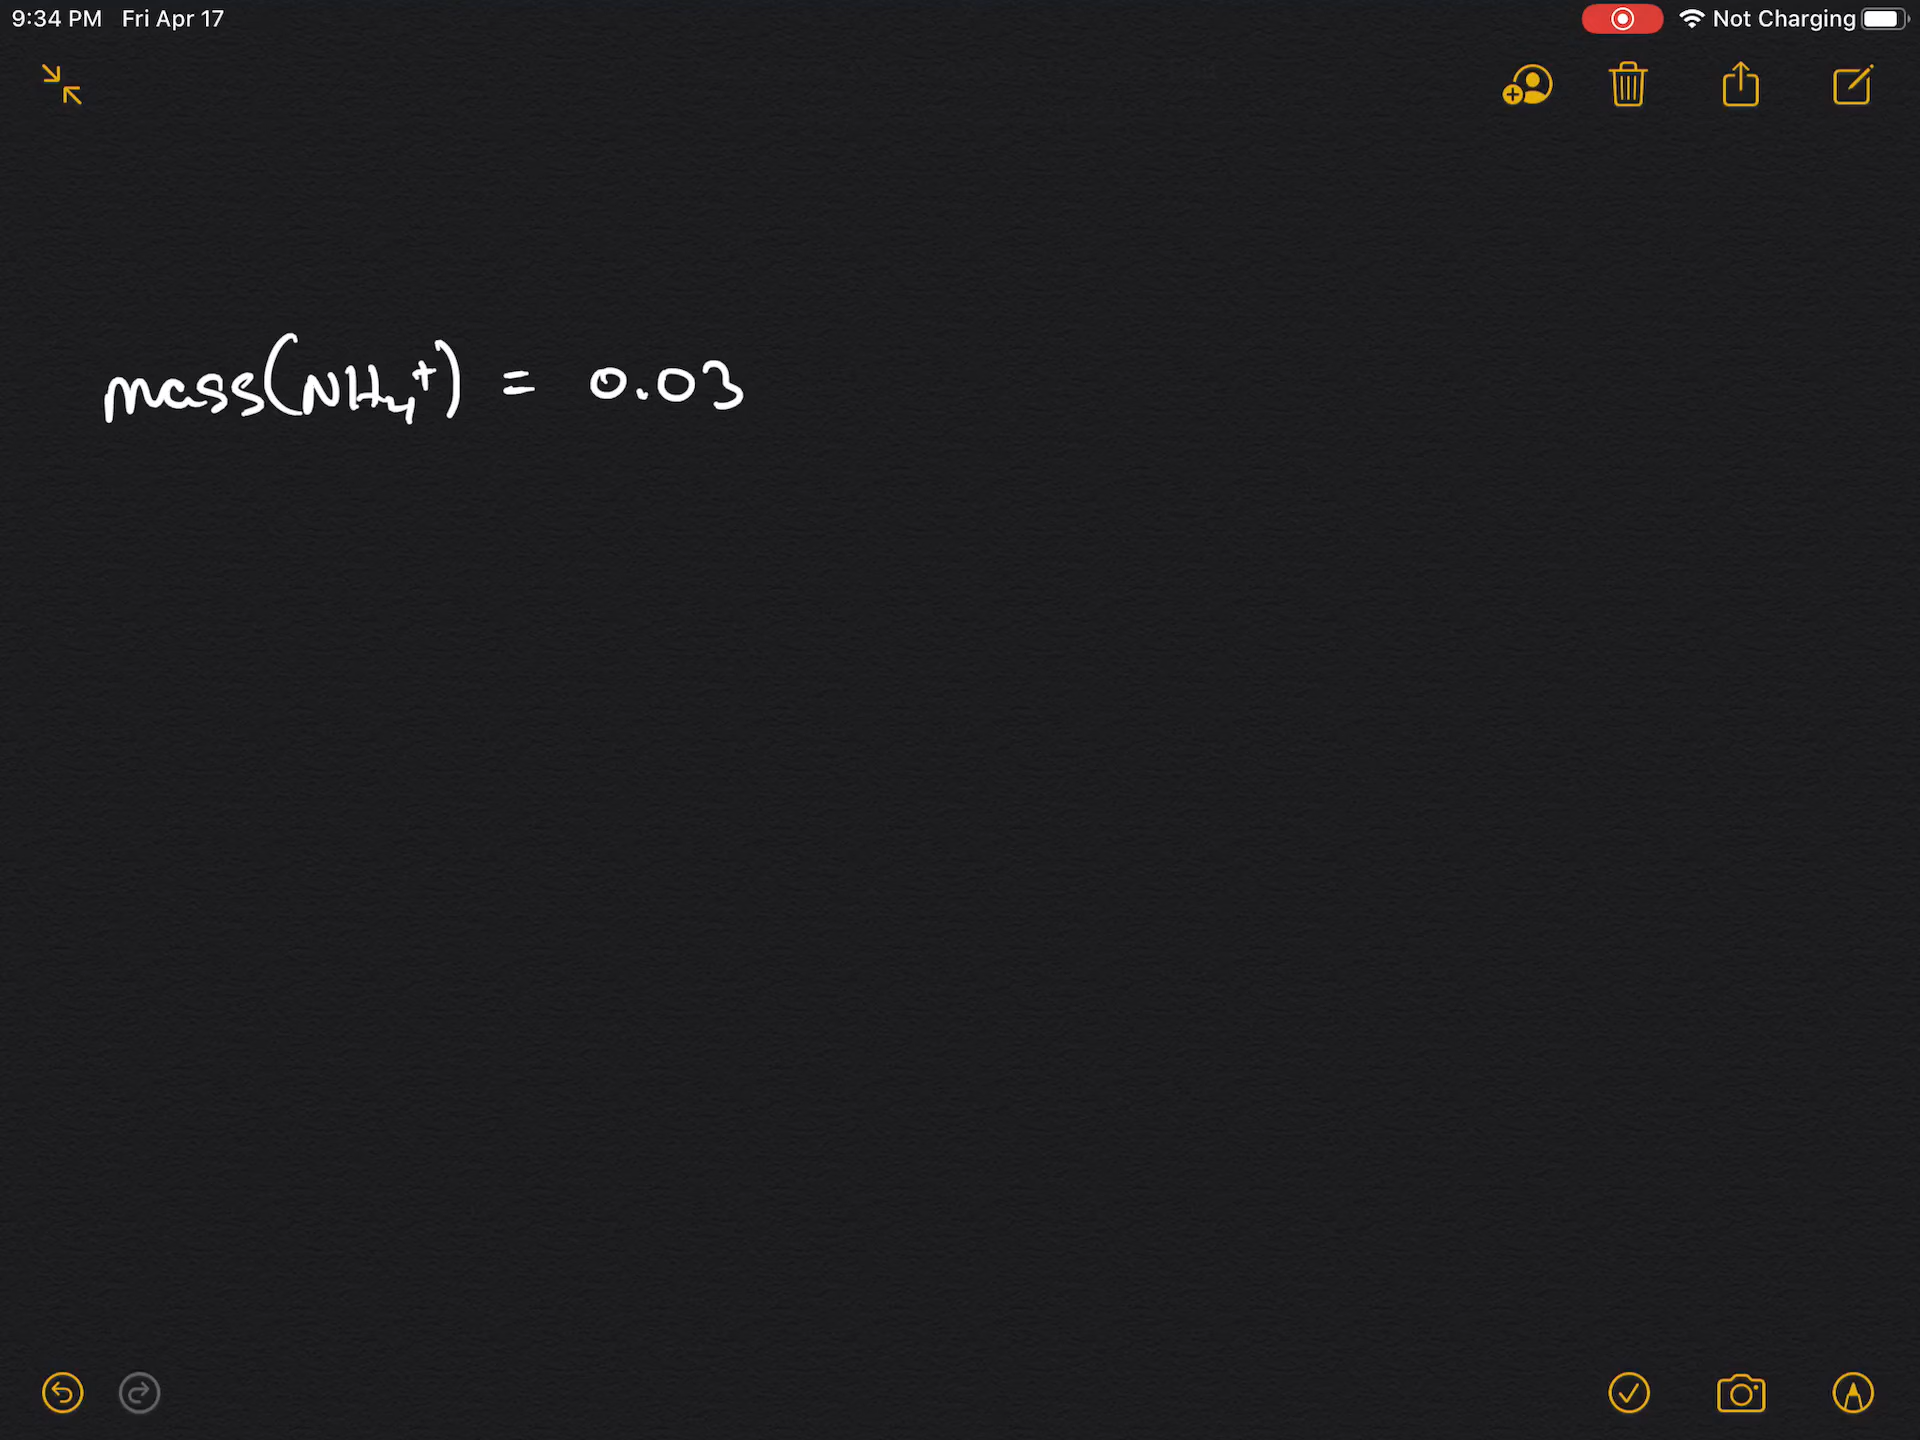 9:34 PM Fri Apr 17 Not Charging
mass(NH₄⁺) = 0.03